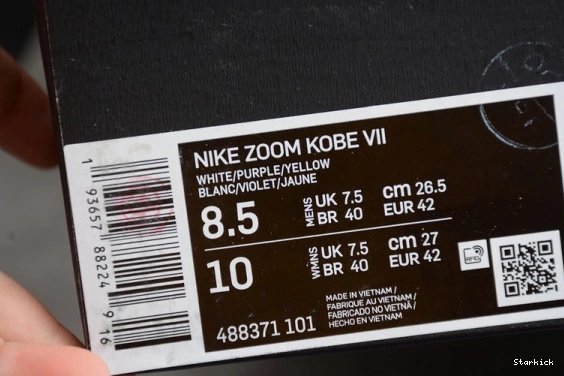 NIKE ZOOM KOBE VII
WHITE/PURPLE/YELLOW
BLANC/VIOLET/JAUNE
8.5 MENS UK 7.5 cm 26.5
BR 40 EUR 42
10 WMNS UK 7.5 cm 27
BR 40 EUR 42
488371 101
MADE IN VIETNAM /
FABRIQUE AU VIETNAM /
FABRICADO NO VIETNÃ /
HECHO EN VIETNAM
1 93657 88224 9 16
RFID
Starkick